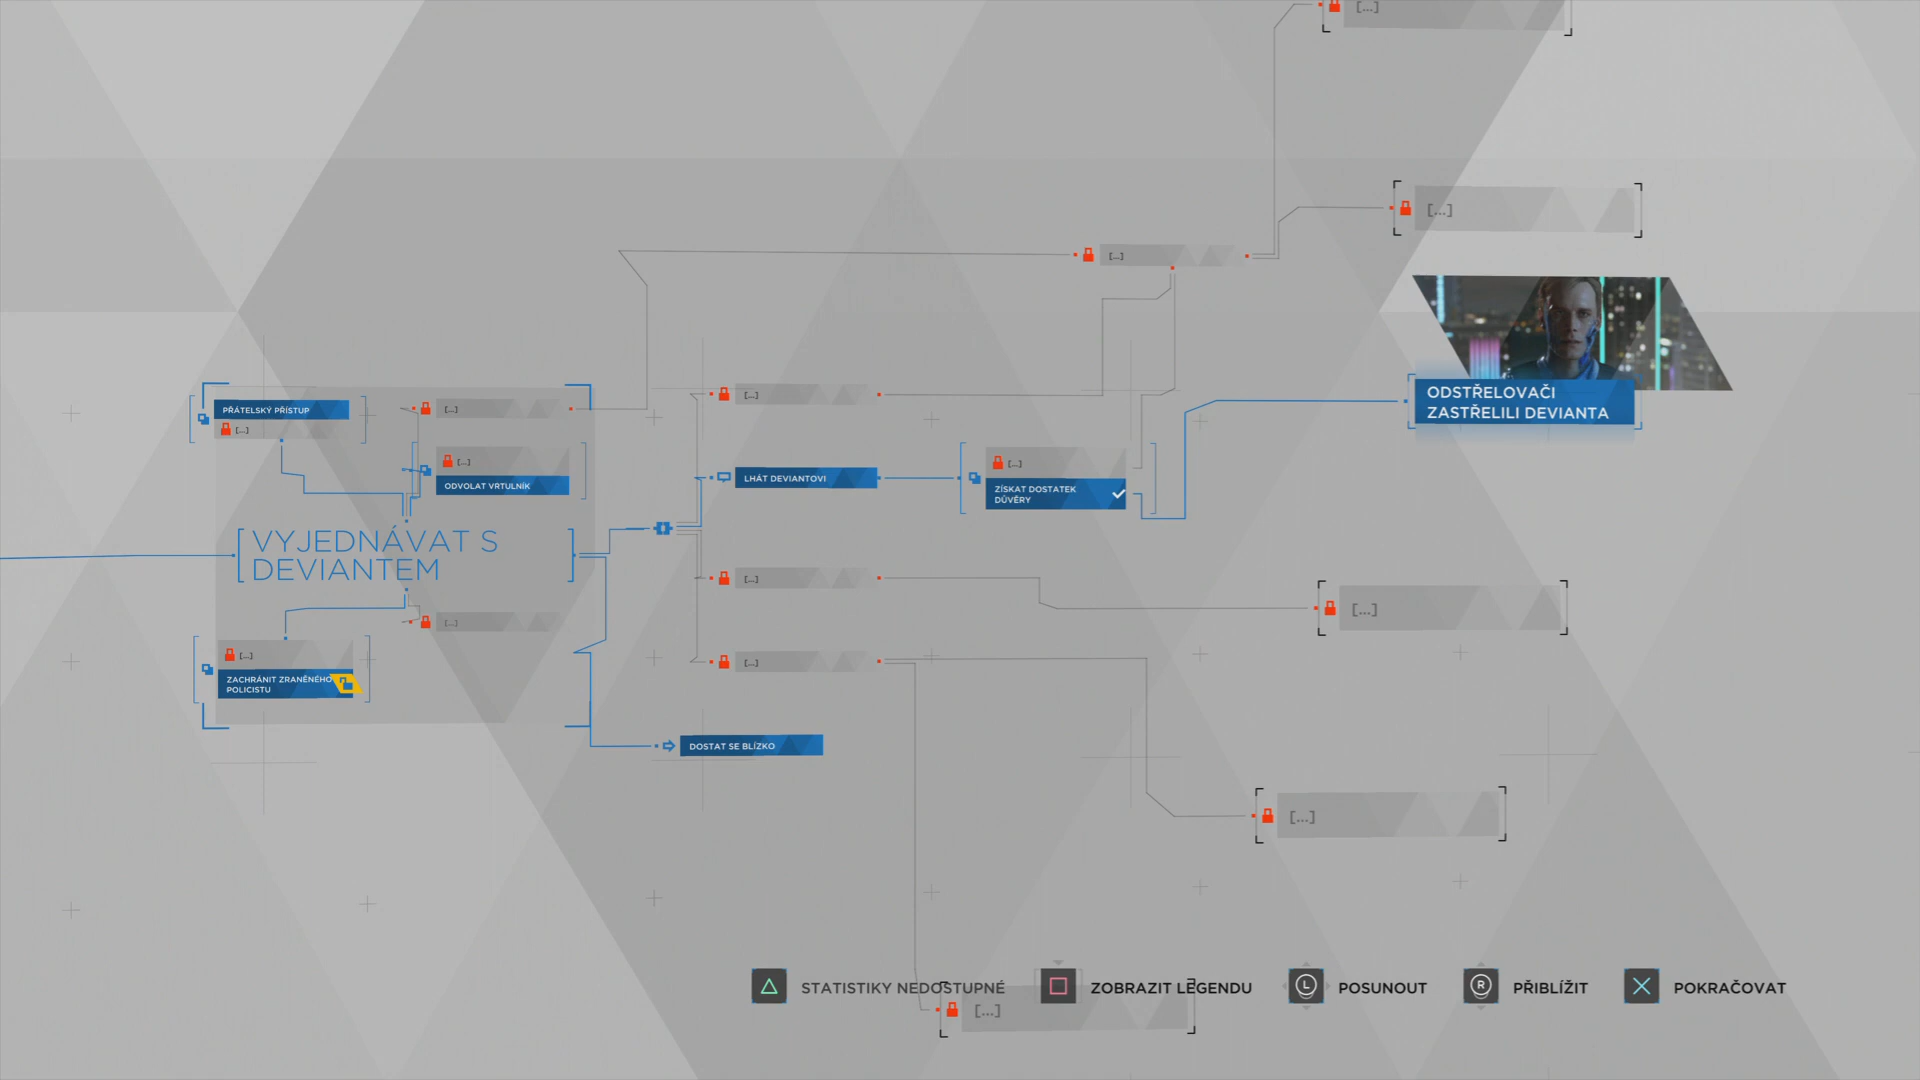 [...]
[...]
[...]
ODSTŘELOVAČI
ZASTŘELILI DEVIANTA
PŘÁTELSKÝ PŘÍSTUP
[...]
[...]
[...]
ODVOLAT VRTULNÍK
[...]
LHÁT DEVIANTOVI
[...]
ZÍSKAT DOSTATEK
DŮVĚRY
VYJEDNÁVAT S
DEVIANTEM
[...]
[...]
[...]
[...]
ZACHRÁNIT ZRANĚNÉHO
POLICISTU
[...]
DOSTAT SE BLÍZKO
[...]
STATISTIKY NEDOSTUPNÉ
ZOBRAZIT LEGENDU
L
POSUNOUT
R
PŘIBLÍŽIT
POKRAČOVAT
[...]